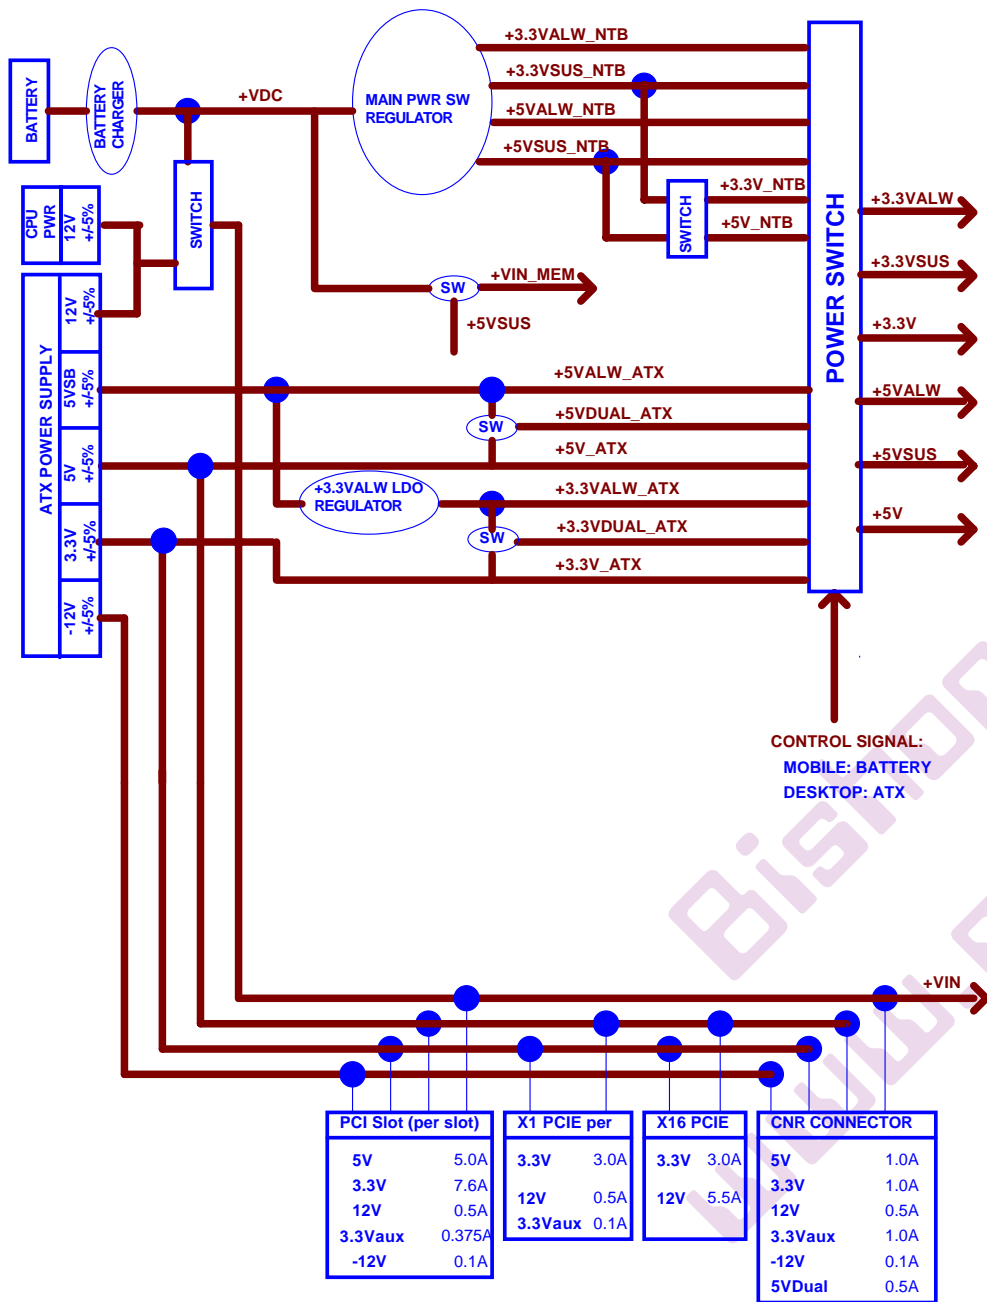 +3.3VALW_NTB
+3.3VSUS_NTB
+5VALW_NTB
+5VSUS_NTB
+3.3V_NTB
+5V_NTB
BATTERY
BATTERY
CHARGER
+VDC
MAIN PWR SW
REGULATOR
SWITCH
SWITCH
CPU
PWR
12V
+/-5%
SW
+VIN_MEM
+5VSUS
ATX POWER SUPPLY
12V
+/-5%
5VSB
+/-5%
5V
+/-5%
3.3V
+/-5%
-12V
+/-5%
+5VALW_ATX
+5VDUAL_ATX
SW
+5V_ATX
+3.3VALW LDO
REGULATOR
+3.3VALW_ATX
+3.3VDUAL_ATX
SW
+3.3V_ATX
POWER SWITCH
+3.3VALW
+3.3VSUS
+3.3V
+5VALW
+5VSUS
+5V
CONTROL SIGNAL:
MOBILE: BATTERY
DESKTOP: ATX
+VIN
PCI Slot (per slot)
5V 5.0A
3.3V 7.6A
12V 0.5A
3.3Vaux 0.375A
-12V 0.1A
X1 PCIE per
3.3V 3.0A
12V 0.5A
3.3Vaux 0.1A
X16 PCIE
3.3V 3.0A
12V 5.5A
CNR CONNECTOR
5V 1.0A
3.3V 1.0A
12V 0.5A
3.3Vaux 1.0A
-12V 0.1A
5VDual 0.5A